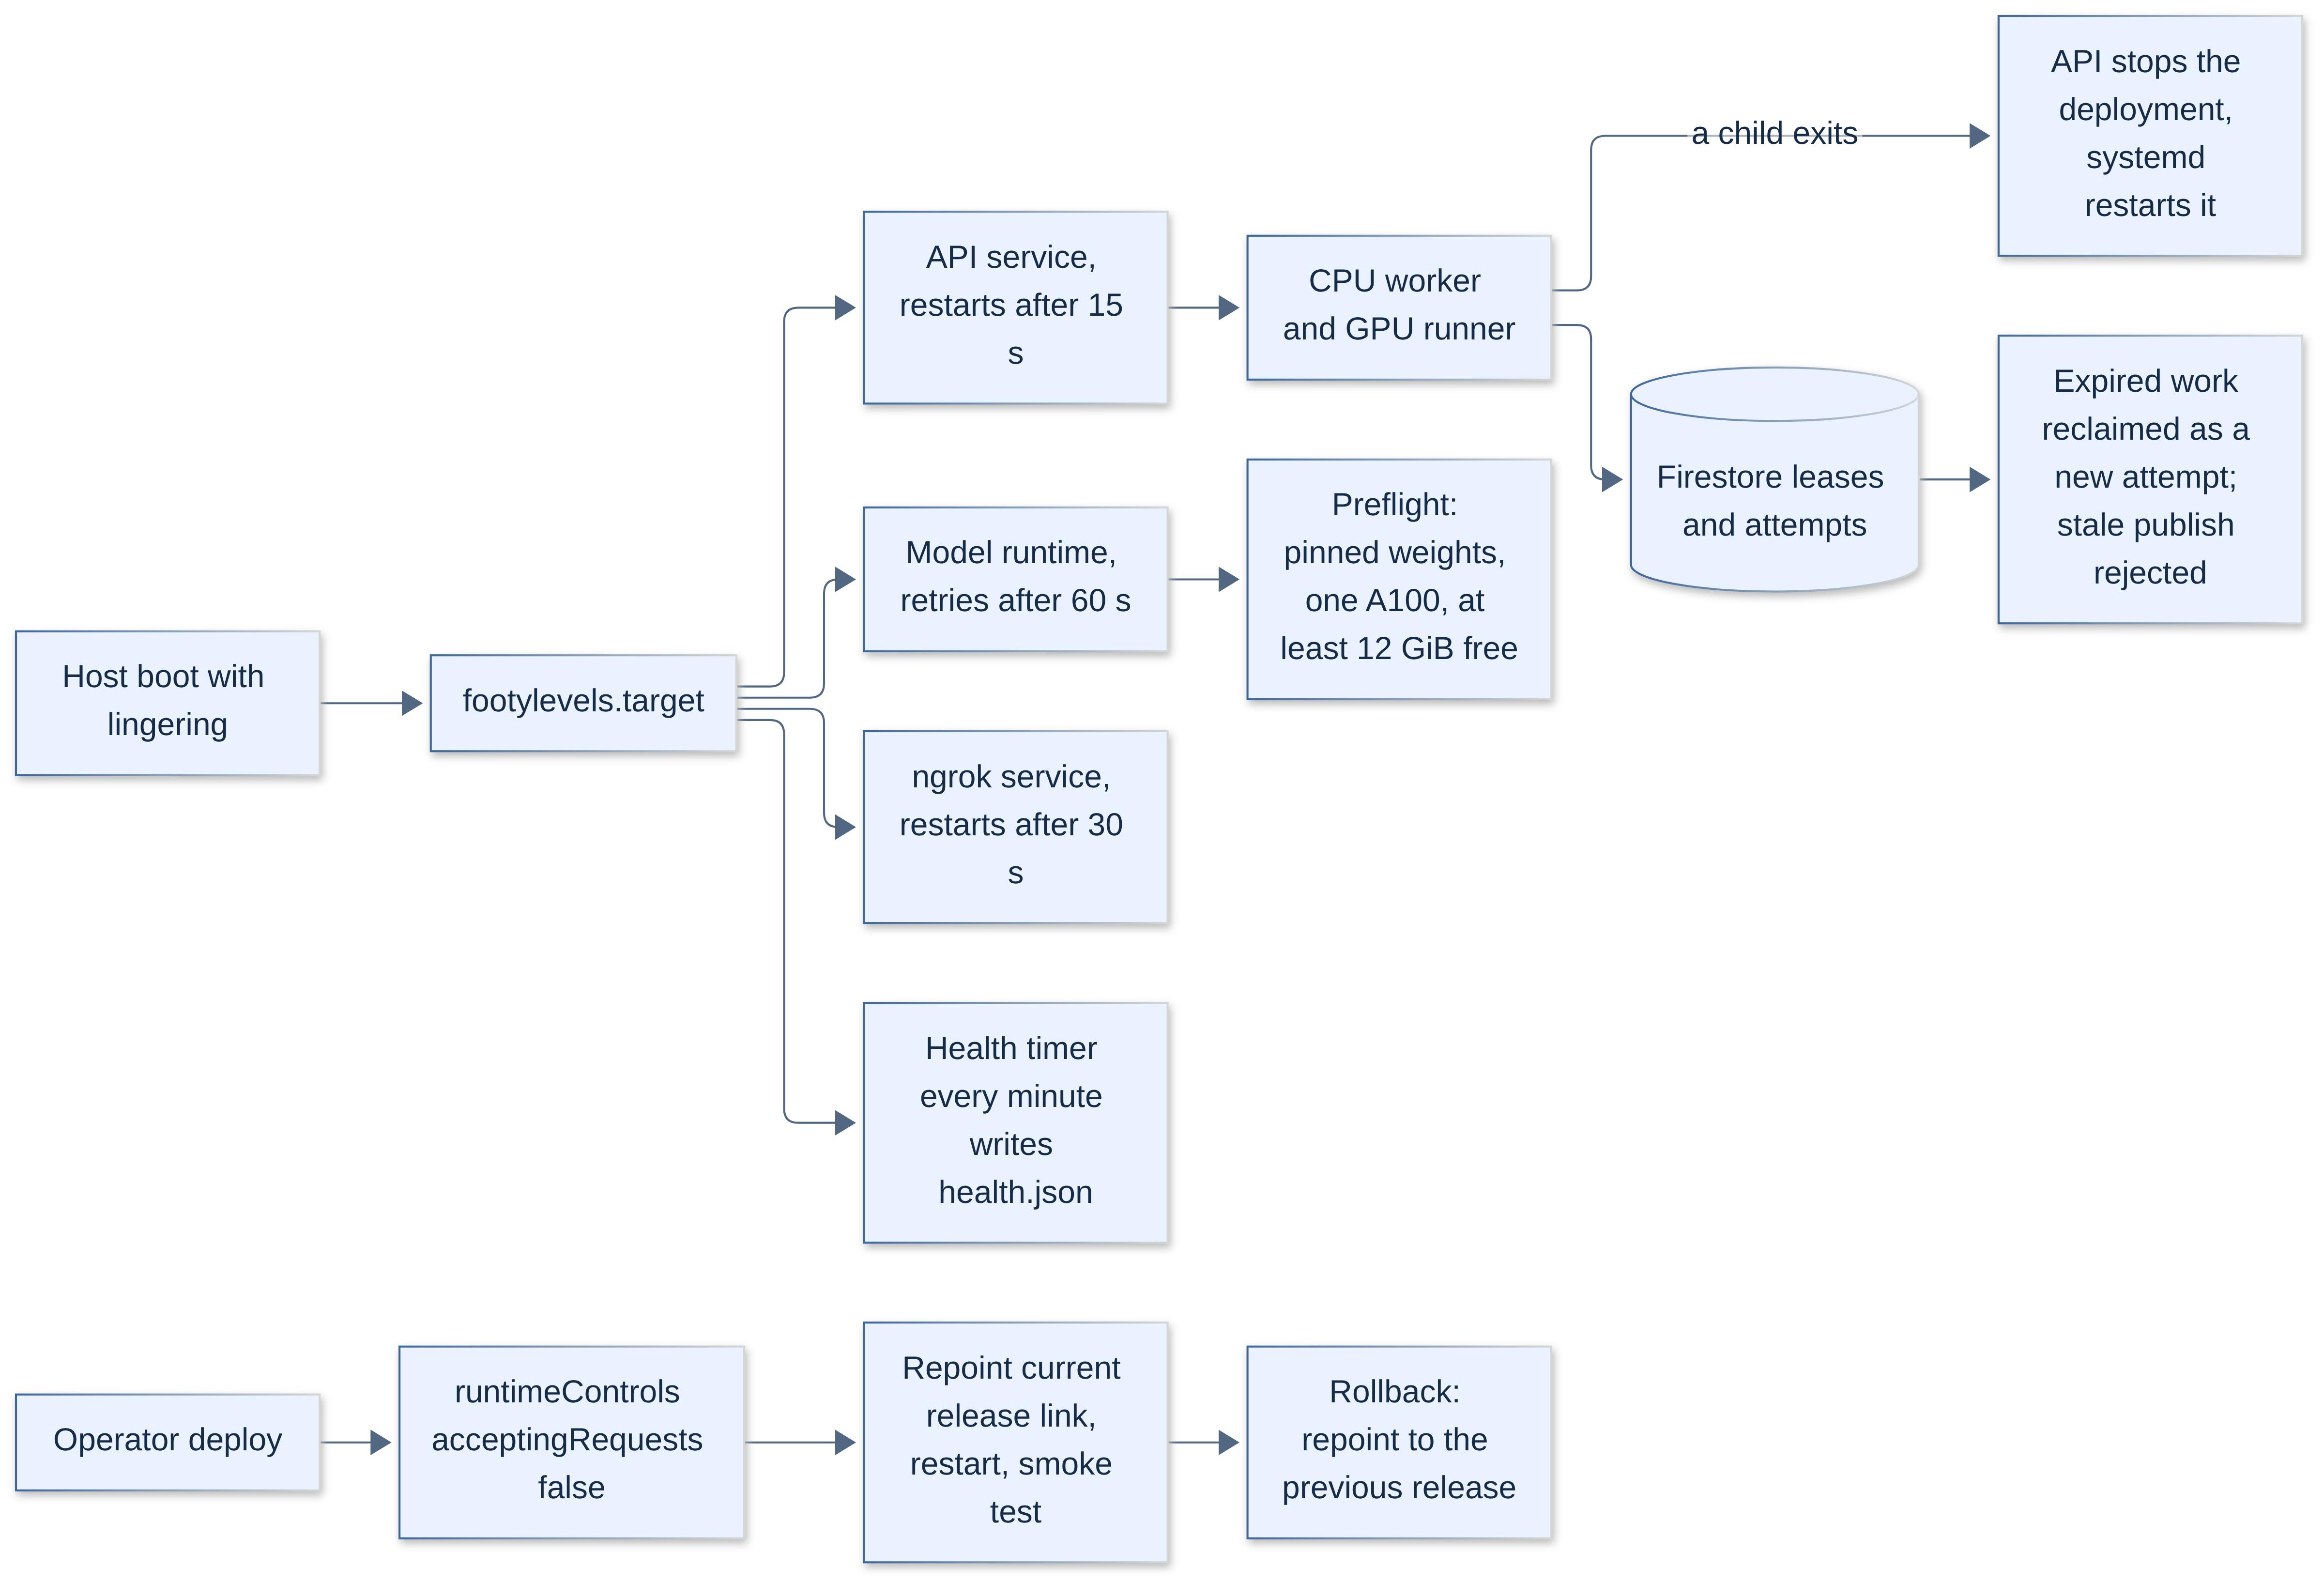 API stops the
deployment,
systemd
restarts it
a child exits
API service,
restarts after 15
s
CPU worker
and GPU runner
Expired work
reclaimed as a
new attempt;
stale publish
rejected
Firestore leases
and attempts
Model runtime,
retries after 60 s
Preflight:
pinned weights,
one A100, at
least 12 GiB free
Host boot with
lingering
footylevels.target
ngrok service,
restarts after 30
s
Health timer
every minute
writes
health.json
Operator deploy
runtimeControls
acceptingRequests
false
Repoint current
release link,
restart, smoke
test
Rollback:
repoint to the
previous release